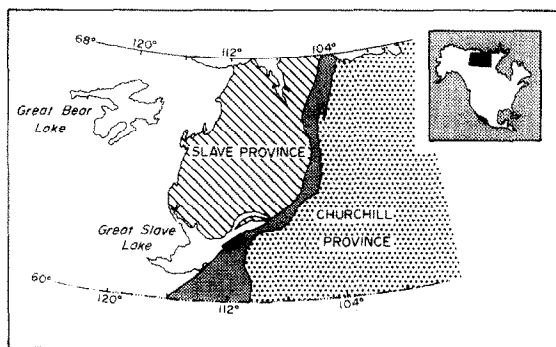 68°
120°
112°
104°
Great Bear
Lake
SLAVE PROVINCE
Great Slave
Lake
CHURCHILL
PROVINCE
60°
120°
112°
104°